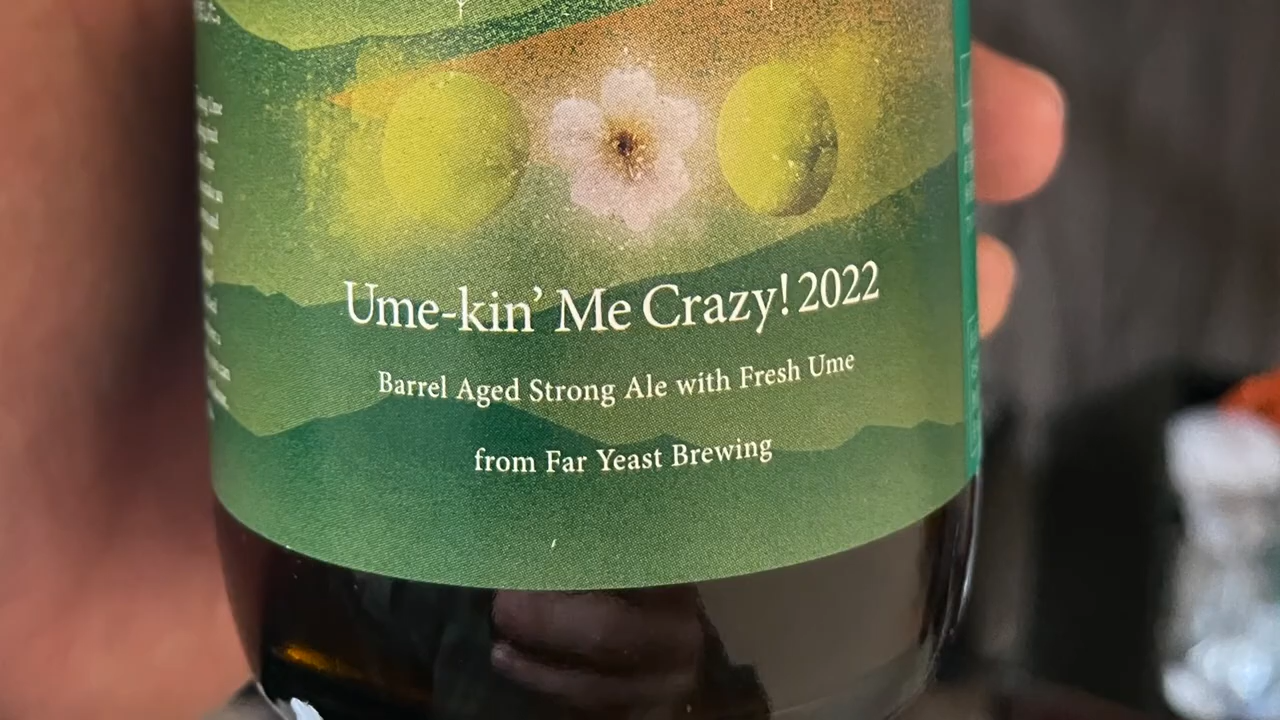 Ume-kin' Me Crazy! 2022
Barrel Aged Strong Ale with Fresh Ume
from Far Yeast Brewing